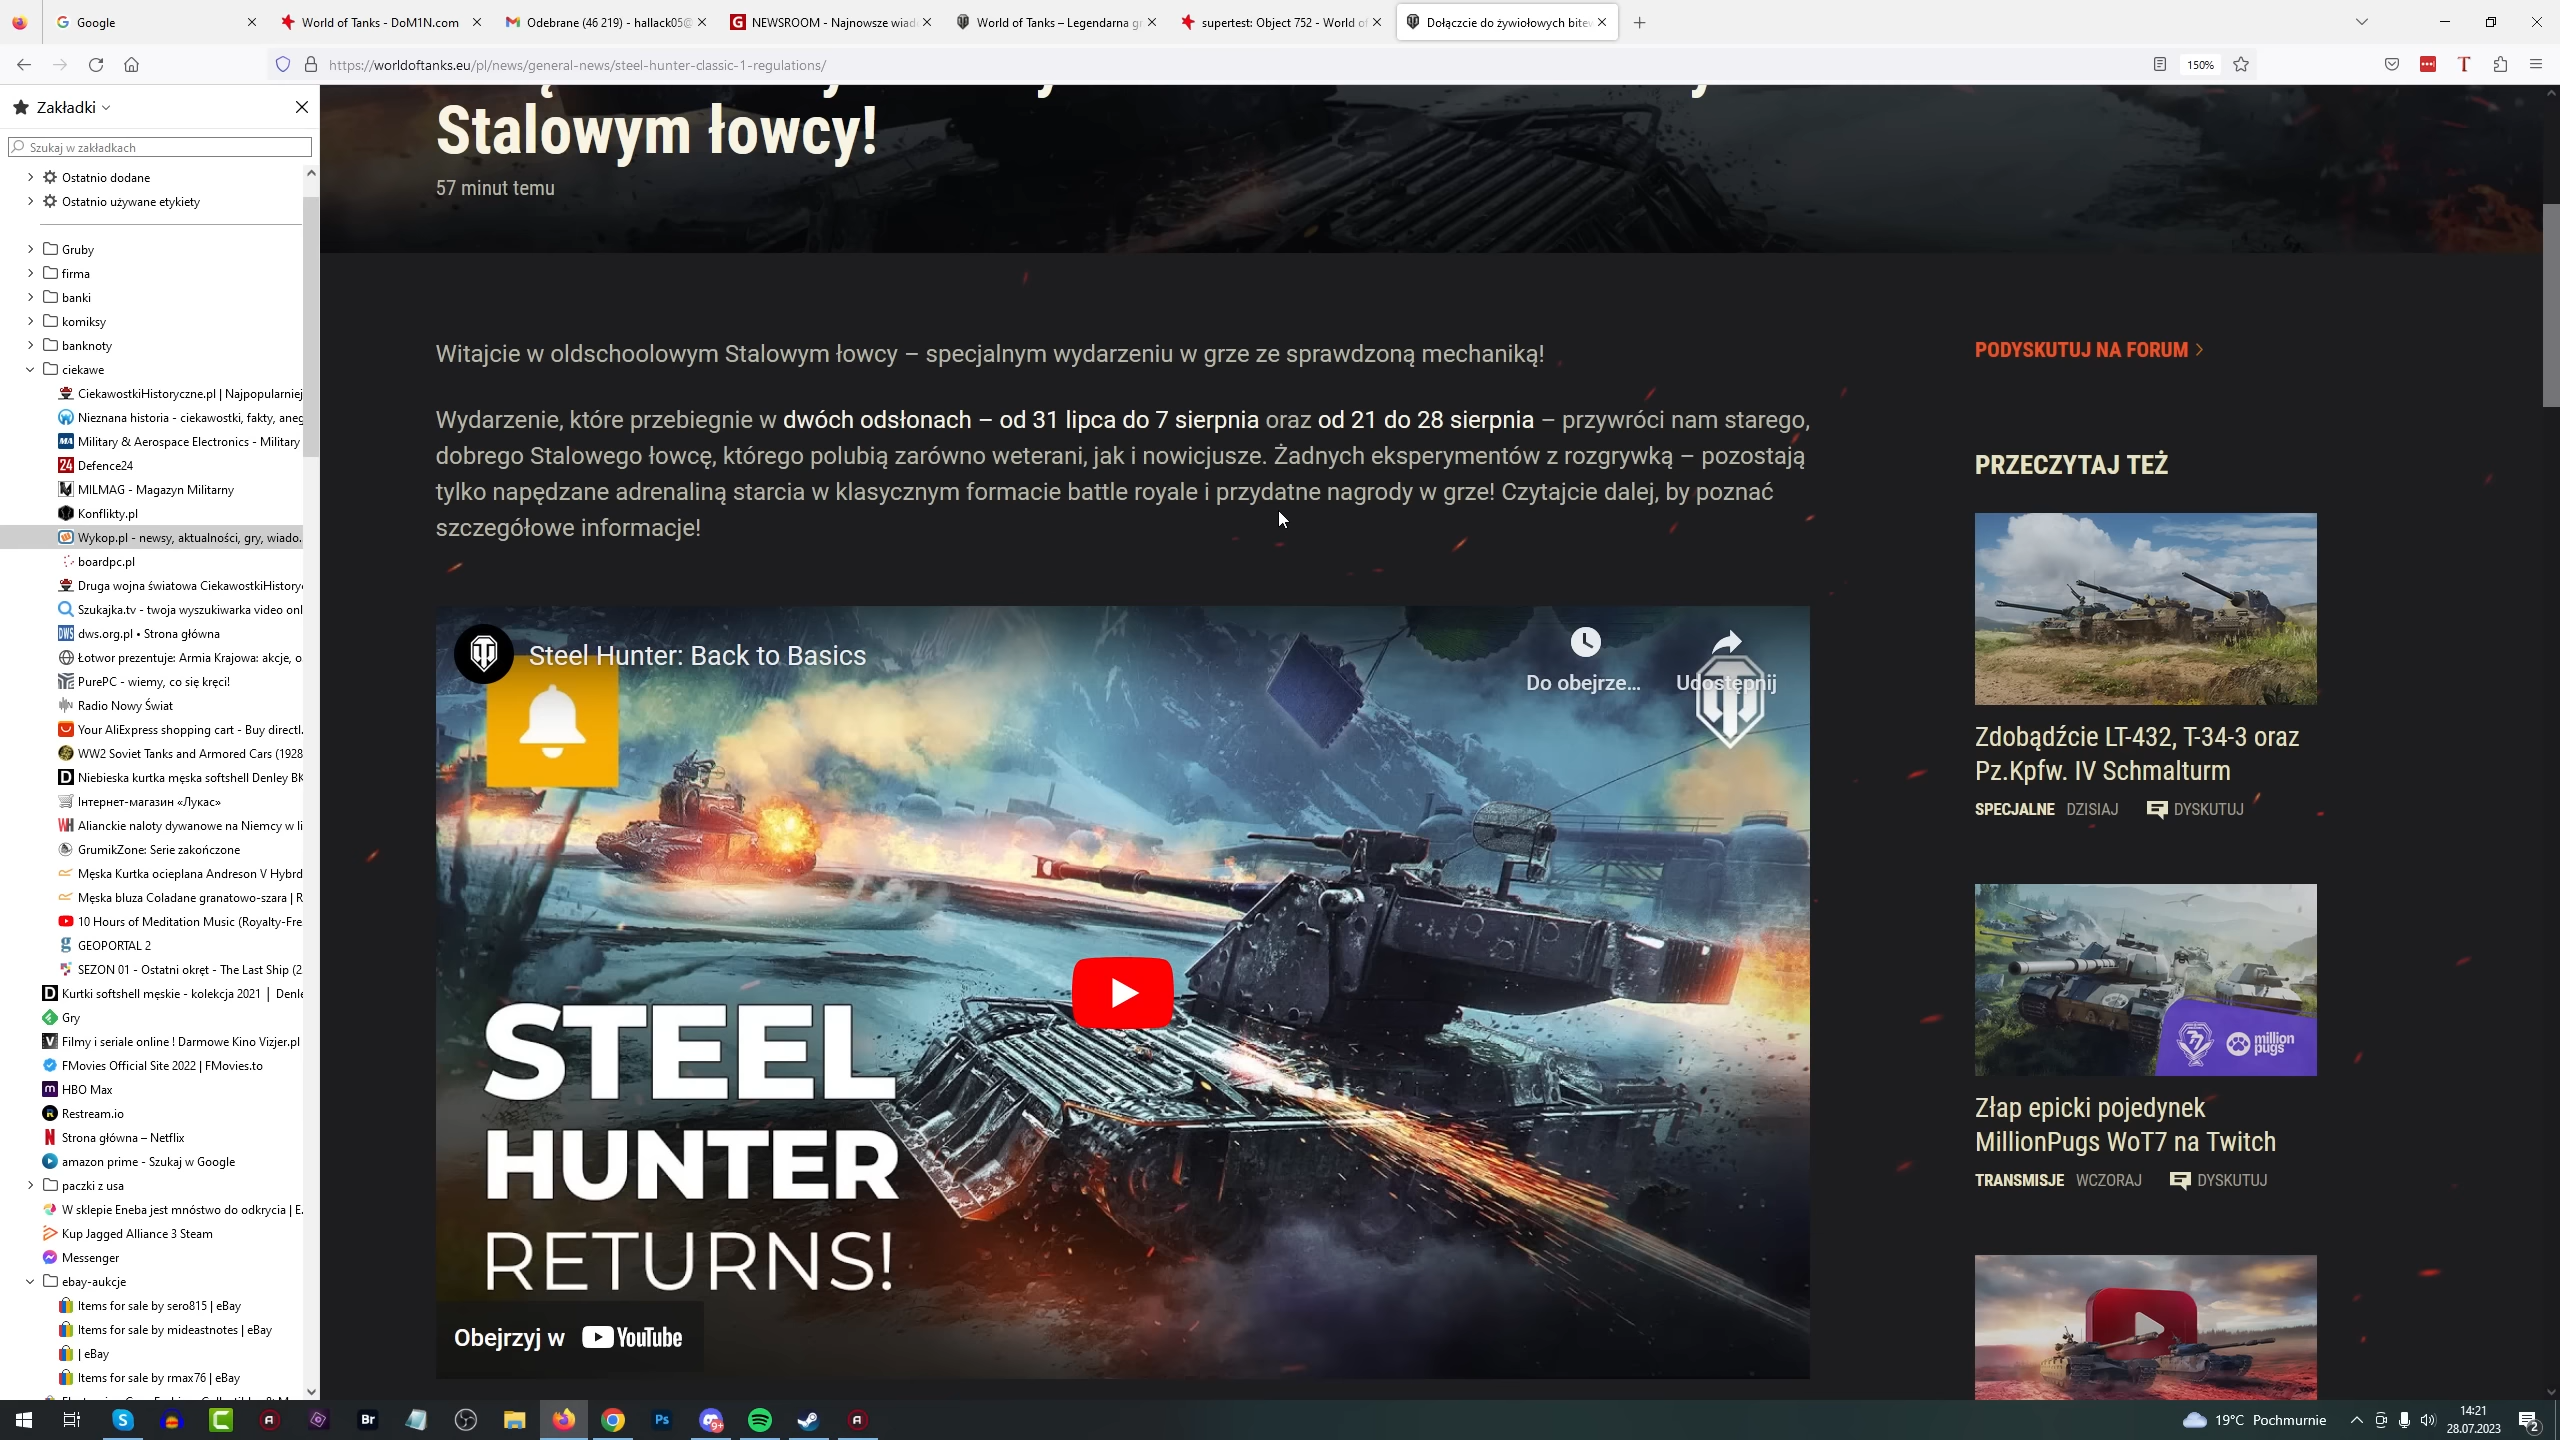 Google
World of Tanks - DoM1N.com
Odebrane (46 219) - hallack05@
NEWSROOM - Najnowsze wiad
World of Tanks – Legendarna g
supertest: Object 752 - World of
Dołączcie do żywiołowych bitew
https://worldoftanks.eu/pl/news/general-news/steel-hunter-classic-1-regulations/
150%
Zakładki
Szukaj w zakładkach
Ostatnio dodane
Ostatnio używane etykiety
Gruby
firma
banki
komiksy
banknoty
ciekawe
CiekawostkiHistoryczne.pl | Najpopularniej
Nieznana historia - ciekawostki, fakty, aneg
Military & Aerospace Electronics - Military
Defence24
MILMAG - Magazyn Militarny
Konflikty.pl
Wykop.pl - newsy, aktualności, gry, wiado...
boardpc.pl
Druga wojna światowa CiekawostkiHistory
Szukajka.tv - twoja wyszukiwarka video onl
dws.org.pl • Strona główna
Łotwor prezentuje: Armia Krajowa: akcje, o
PurePC - wiemy, co się kręci!
Radio Nowy Świat
Your AliExpress shopping cart - Buy directl...
WW2 Soviet Tanks and Armored Cars (1928
Niebieska kurtka męska softshell Denley BK
Інтернет-магазин «Лукас»
Alianckie naloty dywanowe na Niemcy w li
GrumikZone: Serie zakończone
Męska Kurtka ocieplana Andreson V Hybrd
Męska bluza Coladane granatowo-szara | R
10 Hours of Meditation Music (Royalty-Fre
GEOPORTAL 2
SEZON 01 - Ostatni okręt - The Last Ship (2
Kurtki softshell męskie - kolekcja 2021 │ Denle
Gry
Filmy i seriale online ! Darmowe Kino Vizjer.pl
FMovies Official Site 2022 | FMovies.to
HBO Max
Restream.io
Strona główna – Netflix
amazon prime - Szukaj w Google
paczki z usa
W sklepie Eneba jest mnóstwo do odkrycia | E...
Kup Jagged Alliance 3 Steam
Messenger
ebay-aukcje
Items for sale by sero815 | eBay
Items for sale by mideastnotes | eBay
| eBay
Items for sale by rmax76 | eBay
Stalowym łowcy!
57 minut temu
Witajcie w oldschoolowym Stalowym łowcy – specjalnym wydarzeniu w grze ze sprawdzoną mechaniką!
Wydarzenie, które przebiegnie w dwóch odsłonach – od 31 lipca do 7 sierpnia oraz od 21 do 28 sierpnia – przywróci nam starego,
dobrego Stalowego łowcę, którego polubią zarówno weterani, jak i nowicjusze. Żadnych eksperymentów z rozgrywką – pozostają
tylko napędzane adrenaliną starcia w klasycznym formacie battle royale i przydatne nagrody w grze! Czytajcie dalej, by poznać
szczegółowe informacje!
Steel Hunter: Back to Basics
Do obejrze...
Udostępnij
STEEL
HUNTER
RETURNS!
Obejrzyj w YouTube
PODYSKUTUJ NA FORUM
PRZECZYTAJ TEŻ
Zdobądźcie LT-432, T-34-3 oraz
Pz.Kpfw. IV Schmalturm
SPECJALNE DZISIAJ DYSKUTUJ
million
pugs
Złap epicki pojedynek
MillionPugs WoT7 na Twitch
TRANSMISJE WCZORAJ DYSKUTUJ
Br
Ps
9+
19°C Pochmurnie
14:21
28.07.2023
2